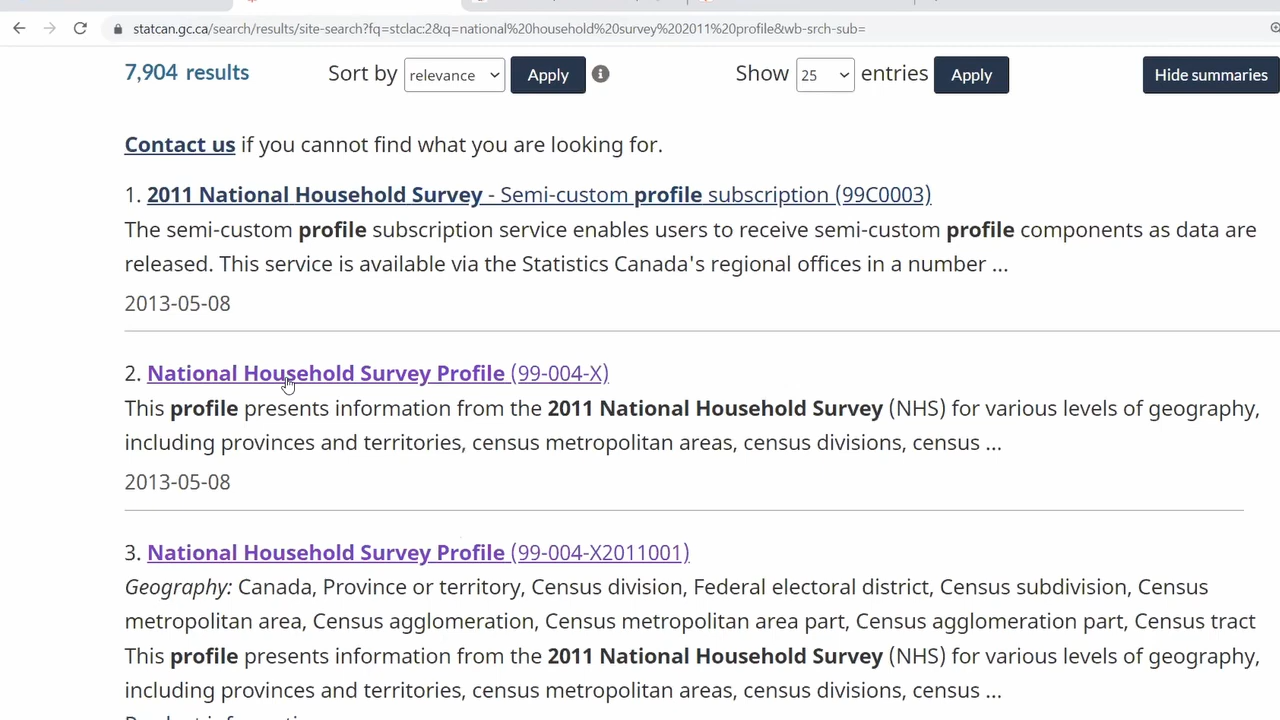 statcan.gc.ca/search/results/site-search?fq=stclac:2&q=national%20household%20survey%202011%20profile&wb-srch-sub=
7,904 results Sort by relevance Apply Show 25 entries Apply Hide summaries
Contact us if you cannot find what you are looking for.
1. 2011 National Household Survey - Semi-custom profile subscription (99C0003)
The semi-custom profile subscription service enables users to receive semi-custom profile components as data are
released. This service is available via the Statistics Canada's regional offices in a number ...
2013-05-08
2. National Household Survey Profile (99-004-X)
This profile presents information from the 2011 National Household Survey (NHS) for various levels of geography,
including provinces and territories, census metropolitan areas, census divisions, census ...
2013-05-08
3. National Household Survey Profile (99-004-X2011001)
Geography: Canada, Province or territory, Census division, Federal electoral district, Census subdivision, Census
metropolitan area, Census agglomeration, Census metropolitan area part, Census agglomeration part, Census tract
This profile presents information from the 2011 National Household Survey (NHS) for various levels of geography,
including provinces and territories, census metropolitan areas, census divisions, census ...